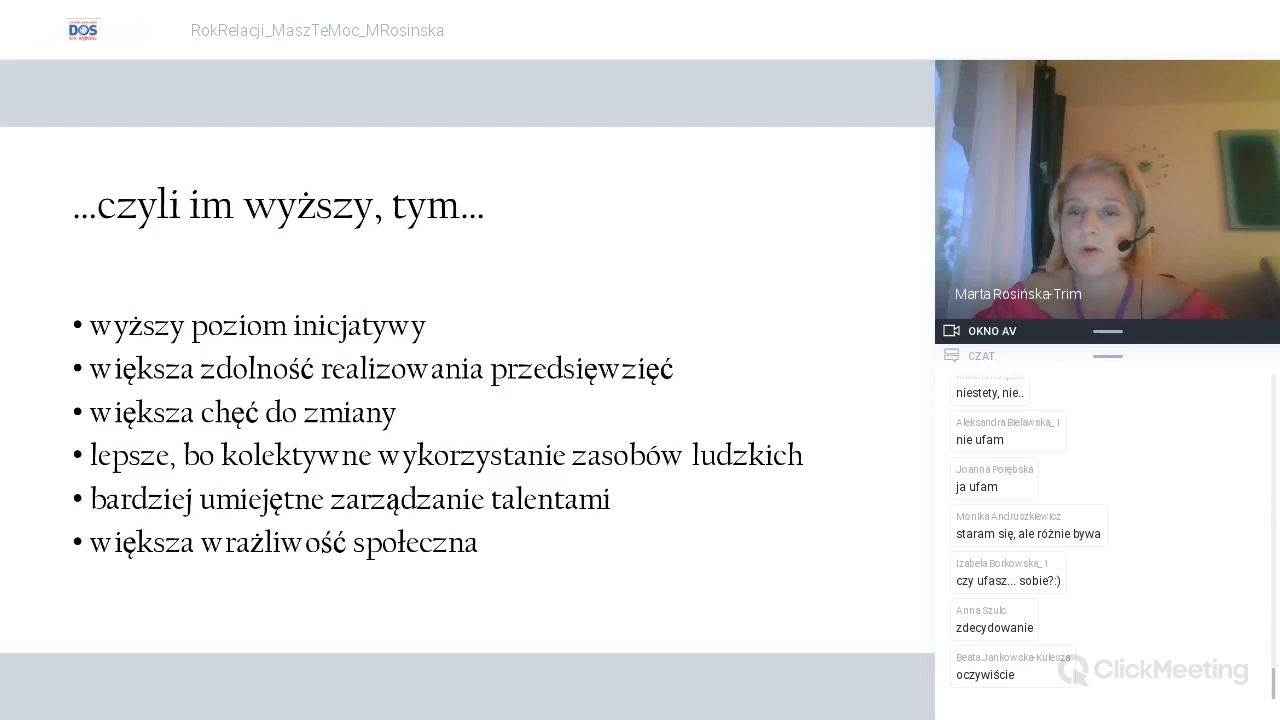 DOS
RokRelacji_MaszTeMoc_MRosinska
...czyli im wyższy, tym...
• wyższy poziom inicjatywy
• większa zdolność realizowania przedsięwzięć
• większa chęć do zmiany
• lepsze, bo kolektywne wykorzystanie zasobów ludzkich
• bardziej umiejętne zarządzanie talentami
• większa wrażliwość społeczna
Marta Rosińska-Trim
OKNO AV
CZAT
niestety, nie..
Aleksandra Bielawska_1
nie ufam
Joanna Porębska
ja ufam
Monika Andruszkiewicz
staram się, ale różnie bywa
Izabela Borkowska_1
czy ufasz... sobie?:)
Anna Szulc
zdecydowanie
Beata Jankowska-Kulesza
oczywiście
ClickMeeting